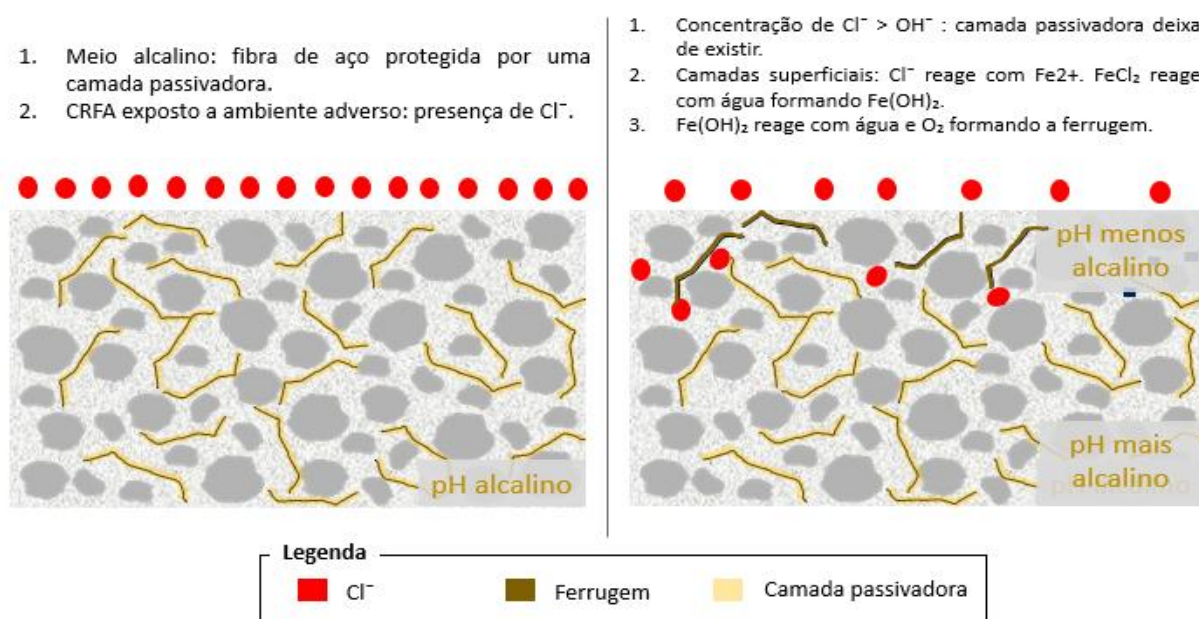 1. Meio alcalino: fibra de aço protegida por uma
camada passivadora.
2. CRFA exposto a ambiente adverso: presença de Cl⁻.
1. Concentração de Cl⁻ > OH⁻ : camada passivadora deixa
de existir.
2. Camadas superficiais: Cl⁻ reage com Fe2+. FeCl₂ reage
com água formando Fe(OH)₂.
3. Fe(OH)₂ reage com água e O₂ formando a ferrugem.
pH alcalino
pH menos
alcalino
pH mais
alcalino
pH alcalino
Legenda
Cl⁻
Ferrugem
Camada passivadora